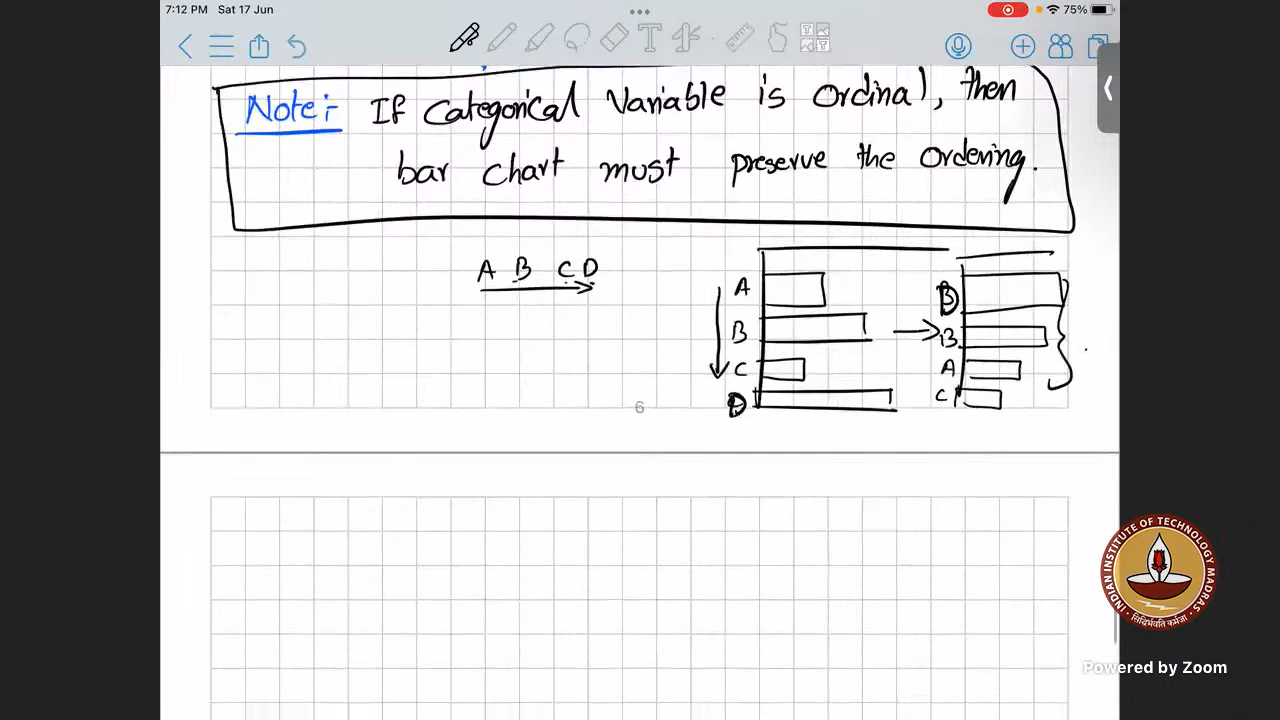 7:12 PM Sat 17 Jun
75%
Note:- If Categorical Variable is Ordinal, then
bar chart must preserve the Ordering.
A B C D
A
B
C
D
B
A
C
6
INDIAN INSTITUTE OF TECHNOLOGY MADRAS
सिद्धिर्भवति कर्मजा
Powered by Zoom